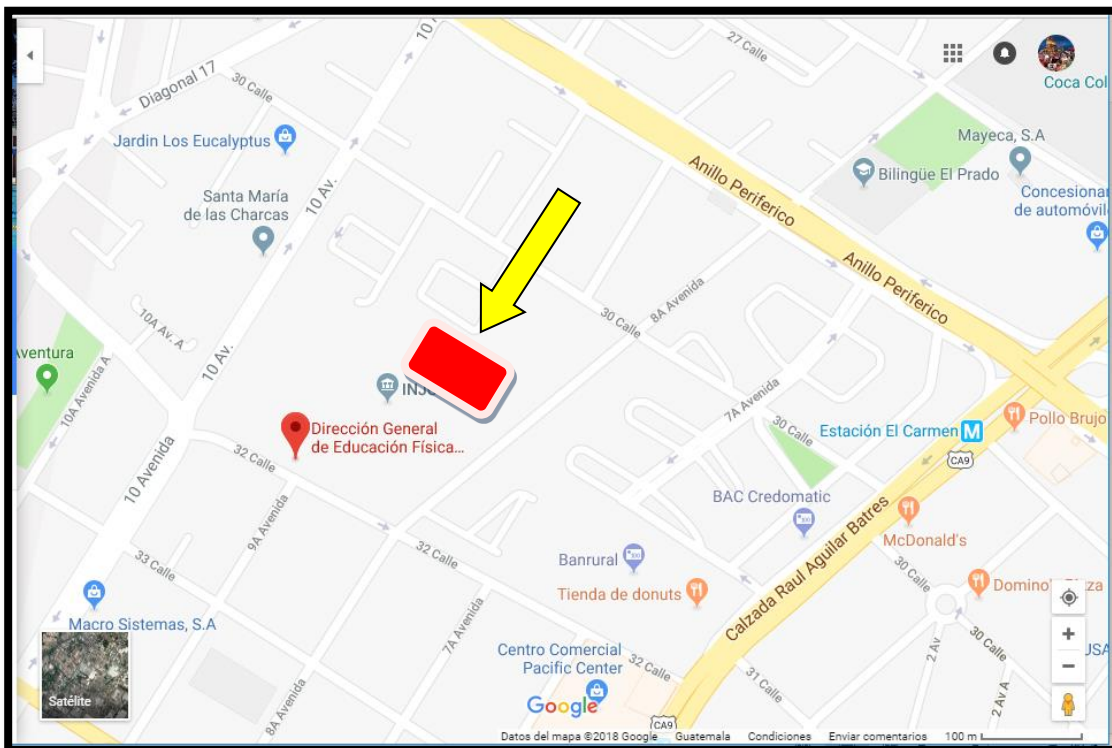 10
27 Calle
Diagonal 17
30 Calle
Coca Col
Jardin Los Eucalyptus
10 Av.
Mayeca, S.A
Anillo Periferico
Bilingüe El Prado
Santa María
de las Charcas
10 Av.
Concesionar
de automóvil
Anillo Periferico
8A Avenida
30 Calle
10A Av. A
Aventura
10 Av.
10A Avenida A
7A Avenida
Pollo Brujo
Dirección General
de Educación Física...
30 Calle
Estación El Carmen
M
CA9
32 Calle
10 Avenida
BAC Credomatic
9A Avenida
McDonald's
32 Calle
33 Calle
Banrural
30 Calle
Tienda de donuts
Calzada Raul Aguilar Batres
Macro Sistemas, S.A
7A Avenida
Centro Comercial
Pacific Center
32 Calle
2 Av
30 Calle
USA
31 Calle
Satélite
8A Avenida
2 Av A
Google
CA9
Datos del mapa ©2018 Google Guatemala Condiciones Enviar comentarios 100 m